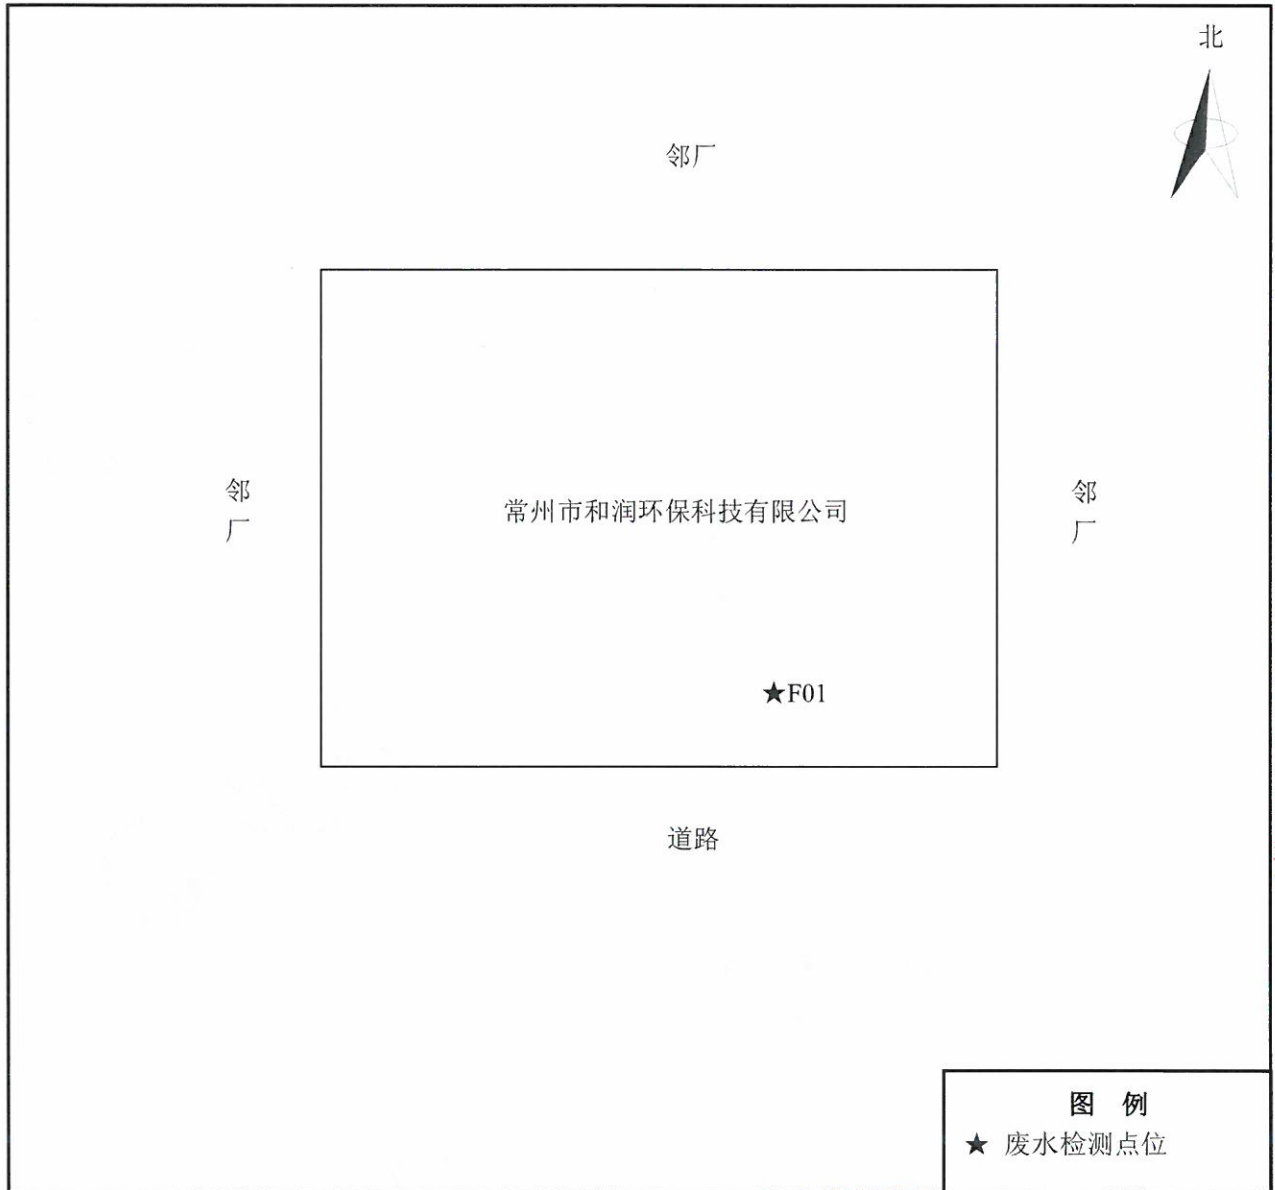 北
邻厂
邻厂
常州市和润环保科技有限公司
邻厂
★F01
道路
图 例
★ 废水检测点位